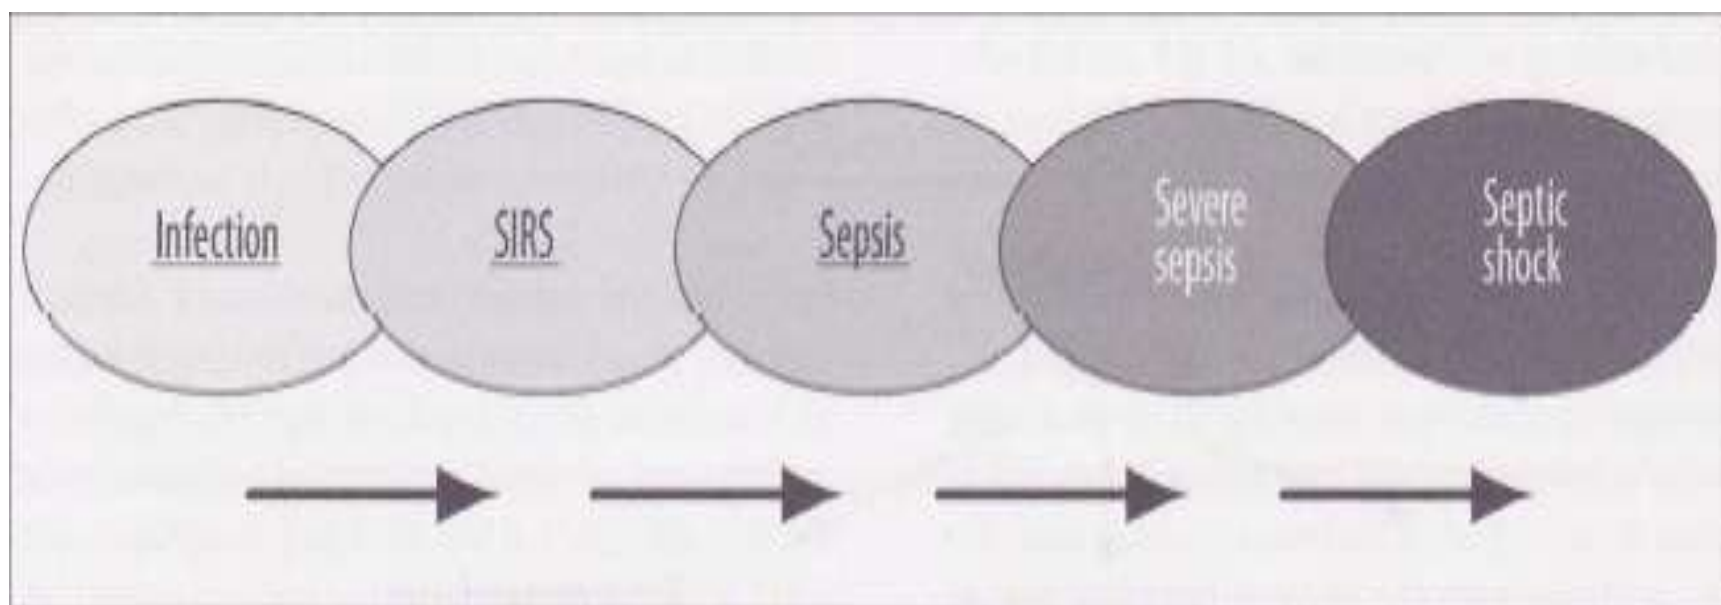 Infection
SIRS
Sepsis
Severe
sepsis
Septic
shock